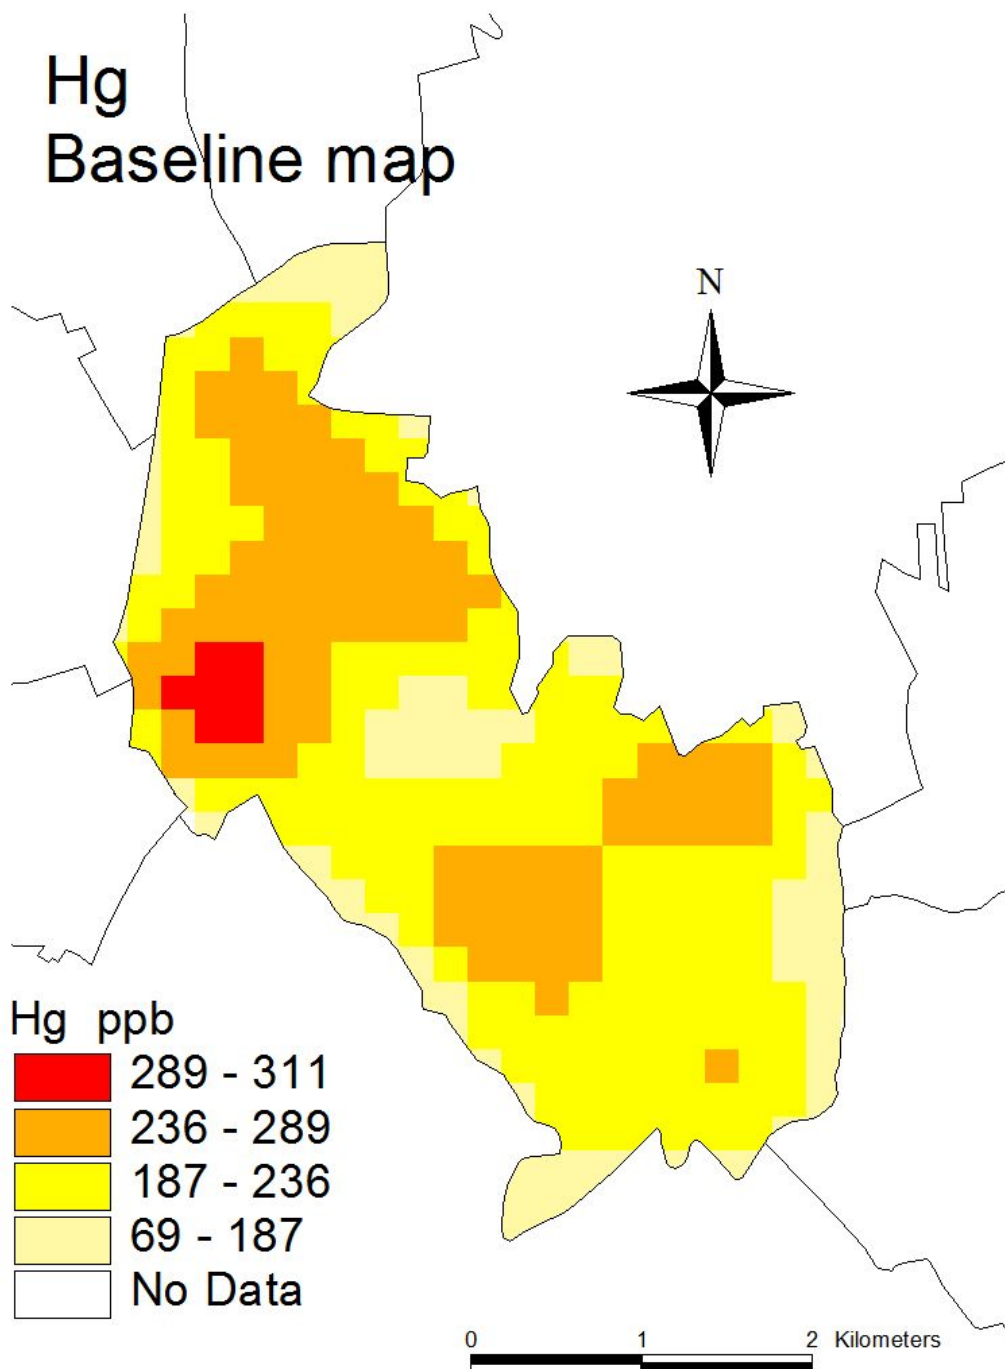 Hg
Baseline map
N
Hg ppb
289 - 311
236 - 289
187 - 236
69 - 187
No Data
0 1 2 Kilometers